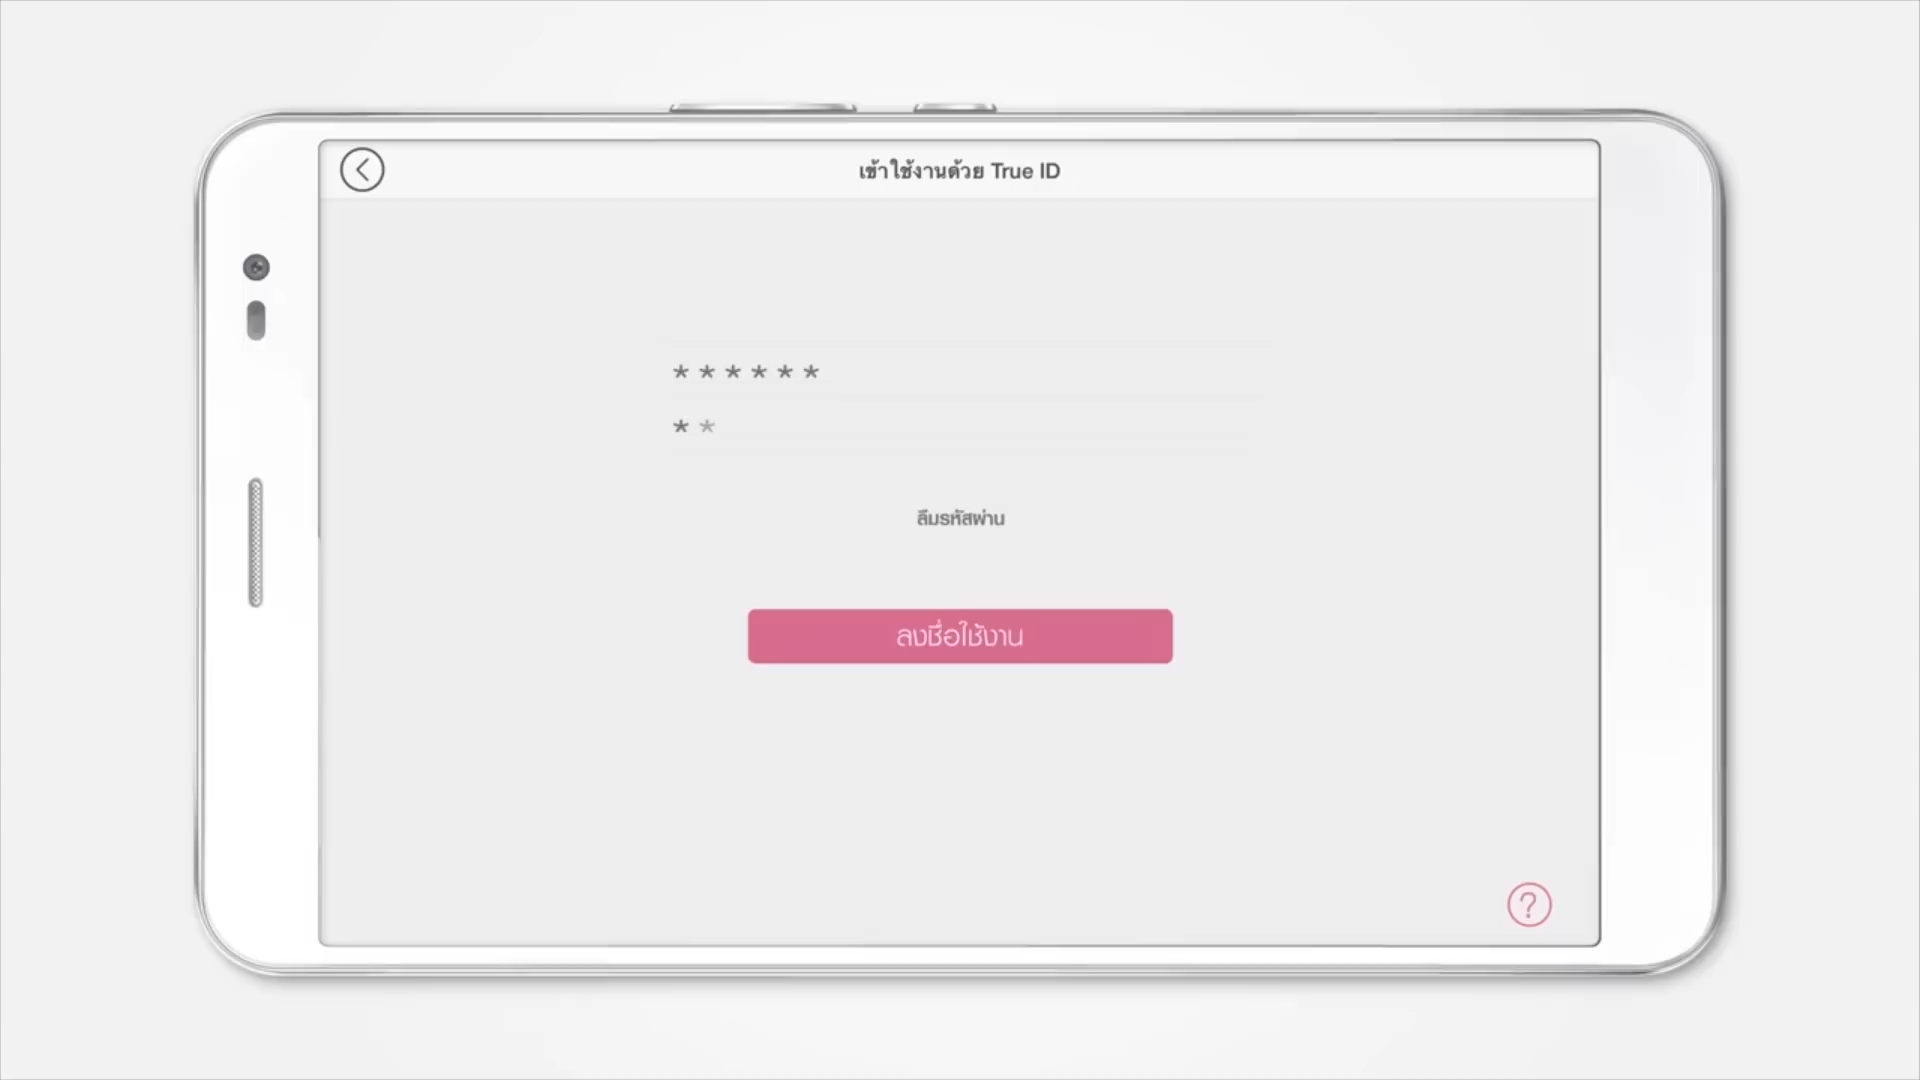 เข้าใช้งานด้วย True ID
* * * * * *
* *
ลืมรหัสผ่าน
ลงชื่อใช้งาน
?